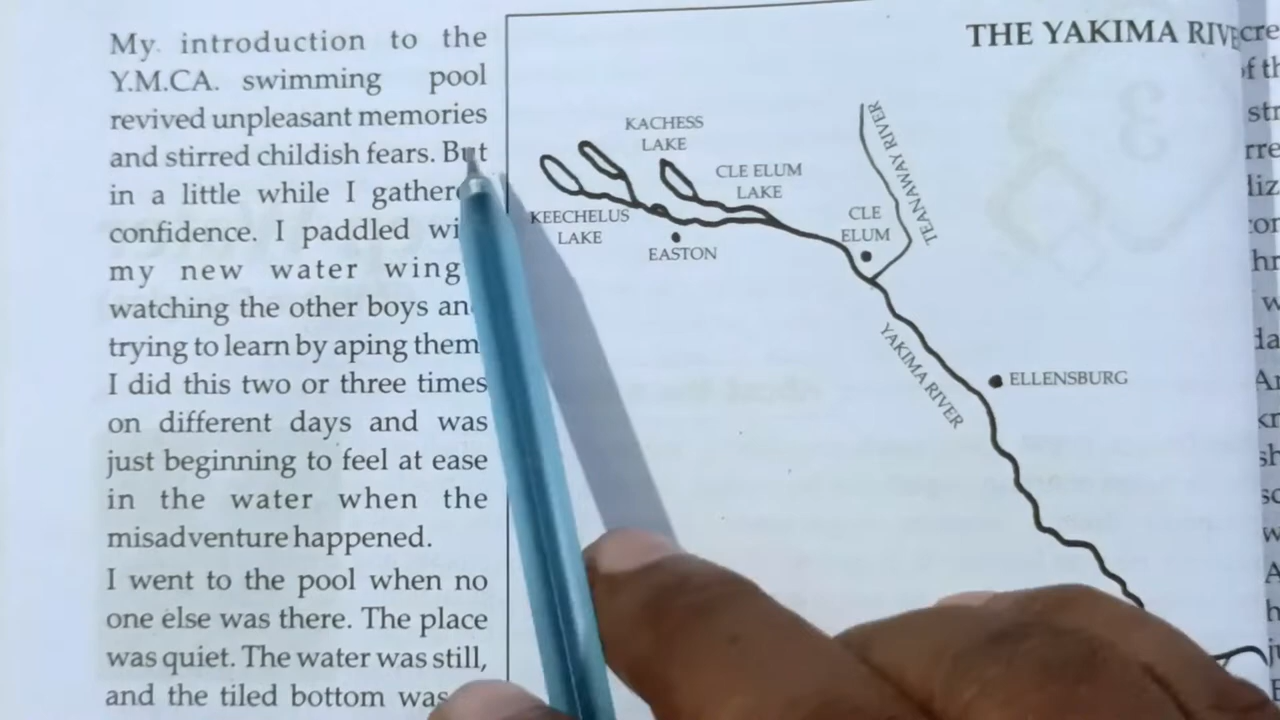 My introduction to the
Y.M.CA. swimming pool
revived unpleasant memories
and stirred childish fears. But
in a little while I
confidence. I paddled
my new water
watching the other boys
trying to learn by aping them
I did this two or three times
on different days and was
just beginning to feel at ease
in the water when the
misadventure happened.
I went to the pool when no
one else was there. The place
was quiet. The water was still,
and the tiled bottom was
THE YAKIMA
KACHESS
LAKE
CLE ELUM
LAKE
KEECHELUS
LAKE
EASTON
CLE
ELUM
TEANAWAY RIVER
YAKIMA RIVER
ELLENSBURG